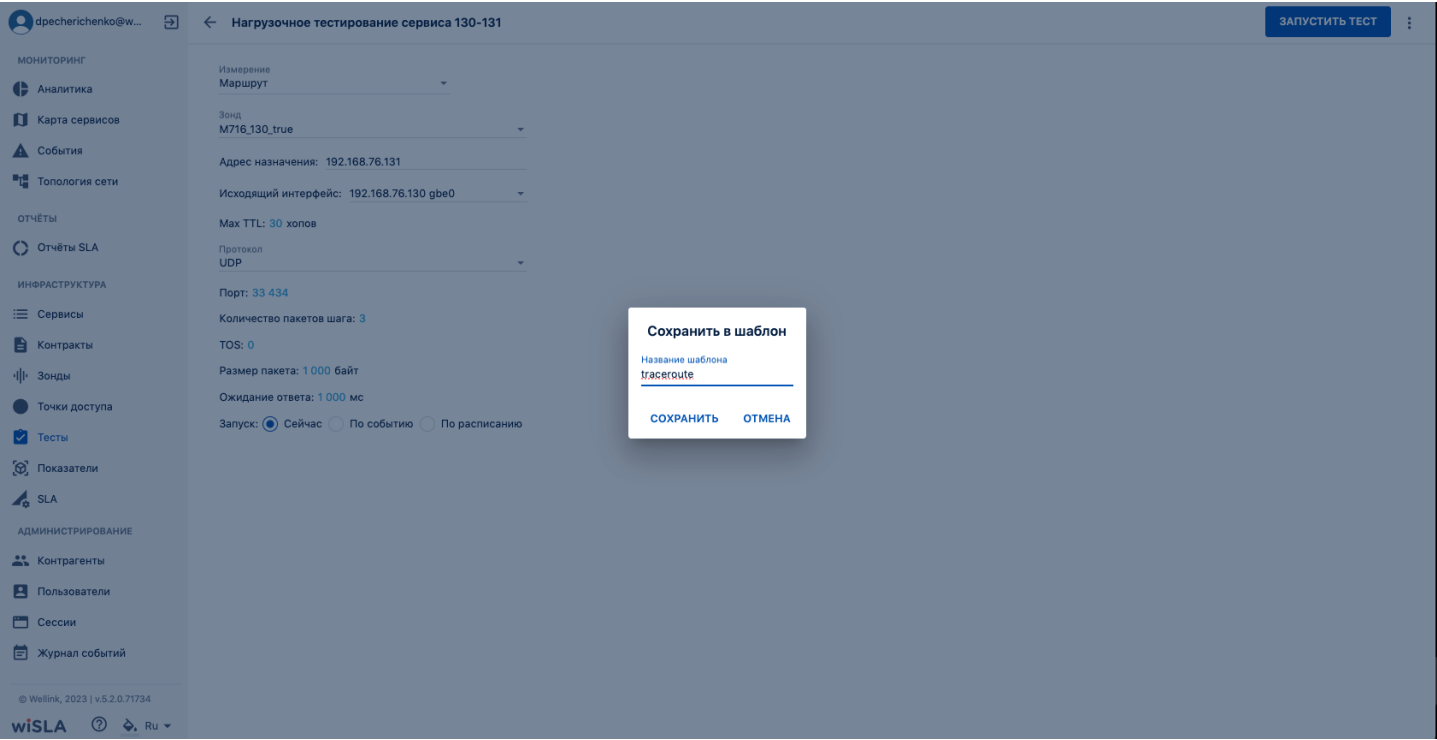 dpecherichenko@w...
Нагрузочное тестирование сервиса 130-131
ЗАПУСТИТЬ ТЕСТ
МОНИТОРИНГ
Аналитика
Карта сервисов
События
Топология сети
ОТЧЁТЫ
Отчёты SLA
ИНФРАСТРУКТУРА
Сервисы
Контракты
Зонды
Точки доступа
Тесты
Показатели
SLA
АДМИНИСТРИРОВАНИЕ
Контрагенты
Пользователи
Сессии
Журнал событий
© Wellink, 2023 | v.5.2.0.71734
wiSLA
Ru
Измерение
Маршрут
Зонд
M716_130_true
Адрес назначения: 192.168.76.131
Исходящий интерфейс: 192.168.76.130 gbe0
Max TTL: 30 хопов
Протокол
UDP
Порт: 33 434
Количество пакетов шага: 3
TOS: 0
Размер пакета: 1 000 байт
Ожидание ответа: 1 000 мс
Запуск: Сейчас По событию По расписанию
Сохранить в шаблон
Название шаблона
traceroute
СОХРАНИТЬ ОТМЕНА